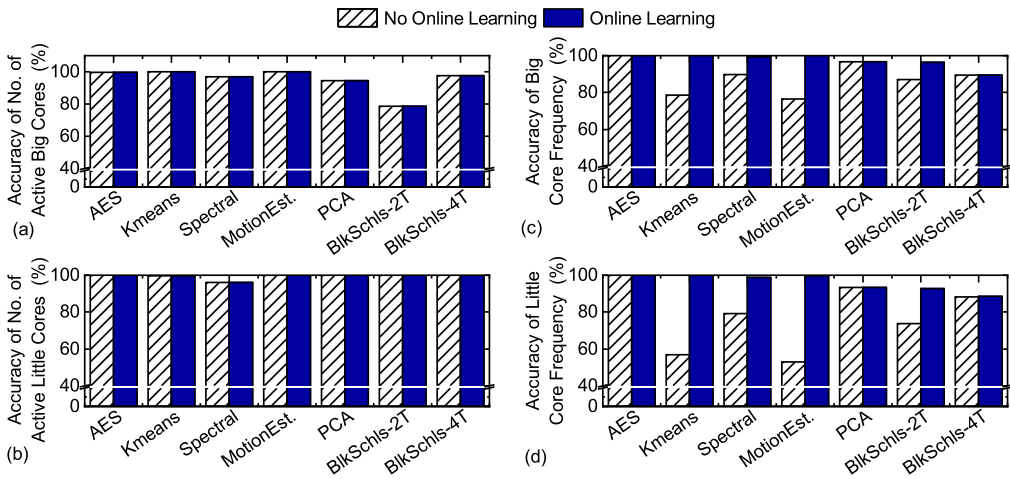 No Online Learning Online Learning
Accuracy of No. of
Active Big Cores (%)
100
80
60
40
0
AES Kmeans Spectral MotionEst. PCA BlkSchls-2T BlkSchls-4T
(a)
Accuracy of Big
Core Frequency (%)
100
80
60
40
0
AES Kmeans Spectral MotionEst. PCA BlkSchls-2T BlkSchls-4T
(c)
Accuracy of No. of
Active Little Cores (%)
100
80
60
40
0
AES Kmeans Spectral MotionEst. PCA BlkSchls-2T BlkSchls-4T
(b)
Accuracy of Little
Core Frequency (%)
100
80
60
40
0
AES Kmeans Spectral MotionEst. PCA BlkSchls-2T BlkSchls-4T
(d)